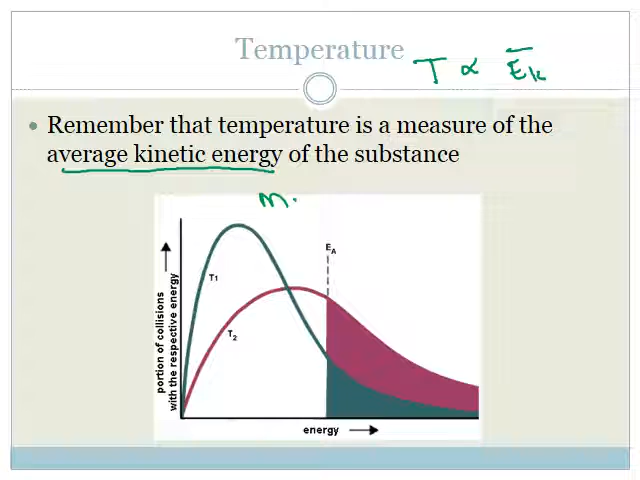 Temperature
T ∝ E̅k
• Remember that temperature is a measure of the
average kinetic energy of the substance
m.
EA
T1
T2
portion of collisions
with the respective energy
energy